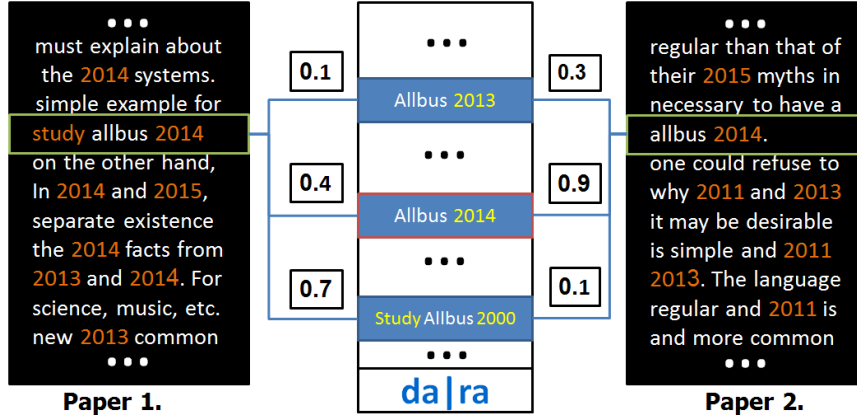 •••
must explain about
the 2014 systems.
simple example for
study allbus 2014
on the other hand,
In 2014 and 2015,
separate existence
the 2014 facts from
2013 and 2014. For
science, music, etc.
new 2013 common
•••
Paper 1.
0.1
0.4
0.7
•••
Allbus 2013
•••
Allbus 2014
•••
Study Allbus 2000
•••
da|ra
0.3
0.9
0.1
•••
regular than that of
their 2015 myths in
necessary to have a
allbus 2014.
one could refuse to
why 2011 and 2013
it may be desirable
is simple and 2011
2013. The language
regular and 2011 is
and more common
•••
Paper 2.